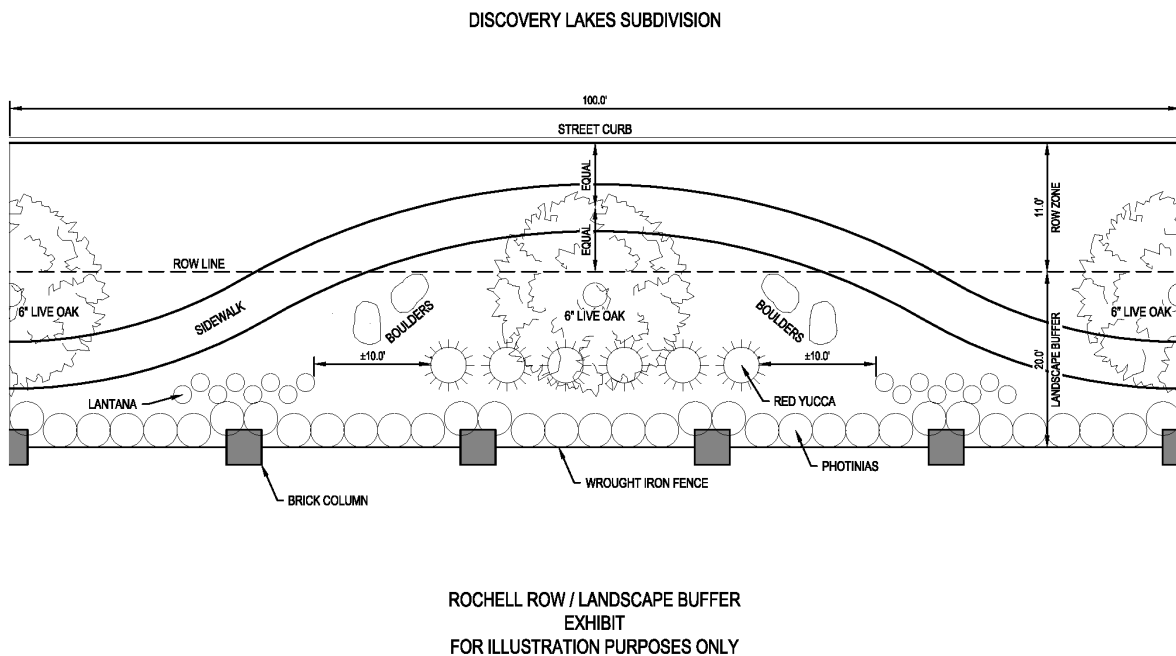 DISCOVERY LAKES SUBDIVISION
100.0'
STREET CURB
EQUAL
EQUAL
11.0'
ROW ZONE
ROW LINE
6" LIVE OAK
SIDEWALK
BOULDERS
6" LIVE OAK
BOULDERS
6" LIVE OAK
±10.0'
±10.0'
20.0'
LANDSCAPE BUFFER
LANTANA
RED YUCCA
PHOTINIAS
WROUGHT IRON FENCE
BRICK COLUMN
ROCHELL ROW / LANDSCAPE BUFFER
EXHIBIT
FOR ILLUSTRATION PURPOSES ONLY